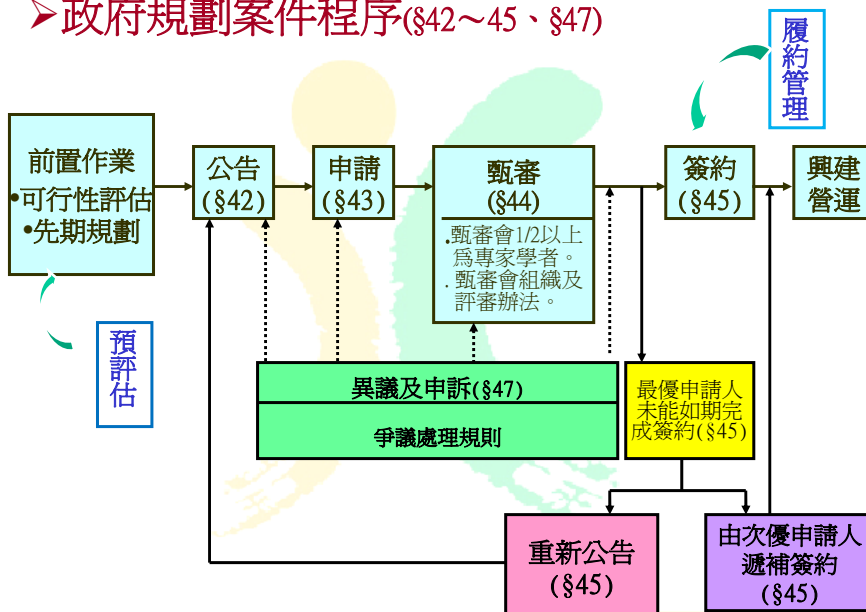 ➢政府規劃案件程序(§42～45、§47)
履約管理
前置作業
•可行性評估
•先期規劃
公告
(§42)
申請
(§43)
甄審
(§44)
.甄審會1/2以上
為專家學者。
. 甄審會組織及
評審辦法。
簽約
(§45)
興建
營運
預評估
異議及申訴(§47)
爭議處理規則
最優申請人
未能如期完
成簽約(§45)
重新公告
(§45)
由次優申請人
遞補簽約
(§45)